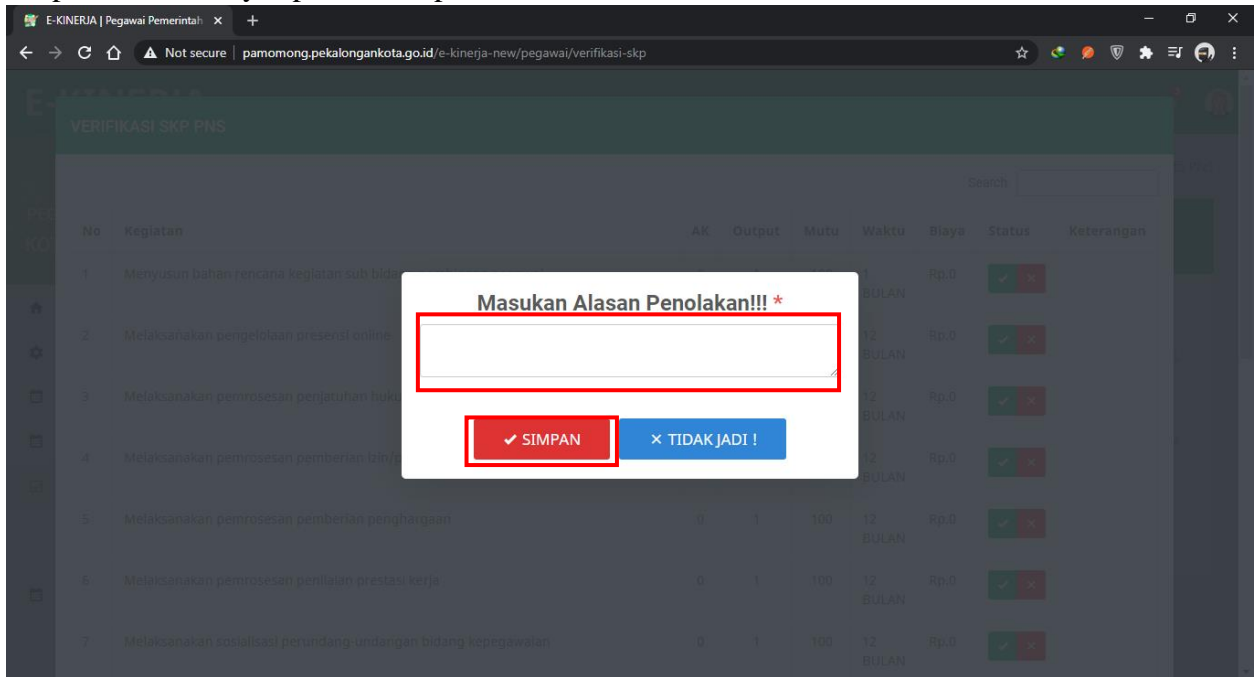 E-KINERJA | Pegawai Pemerintah
Not secure | pamomong.pekalongankota.go.id/e-kinerja-new/pegawai/verifikasi-skp
VERIFIKASI SKP PNS
Search
No Kegiatan AK Output Mutu Waktu Biaya Status Keterangan
1 Menyusun bahan rencana kegiatan sub BULAN Rp.0
2 Melaksanakan pengelolaan presensi online 12 BULAN Rp.0
3 Melaksanakan pemrosesan penjatuhan 12 BULAN Rp.0
4 Melaksanakan pemrosesan pemberian 12 BULAN Rp.0
5 Melaksanakan pemrosesan pemberian penghargaan 0 1 100 12 BULAN Rp.0
6 Melaksanakan pemrosesan penilaian prestasi kerja 0 1 100 12 BULAN Rp.0
7 Melaksanakan sosialisasi perundang-undangan bidang kepegawaian 0 1 100 12 BULAN Rp.0
Masukan Alasan Penolakan!!! *
✓ SIMPAN × TIDAK JADI !